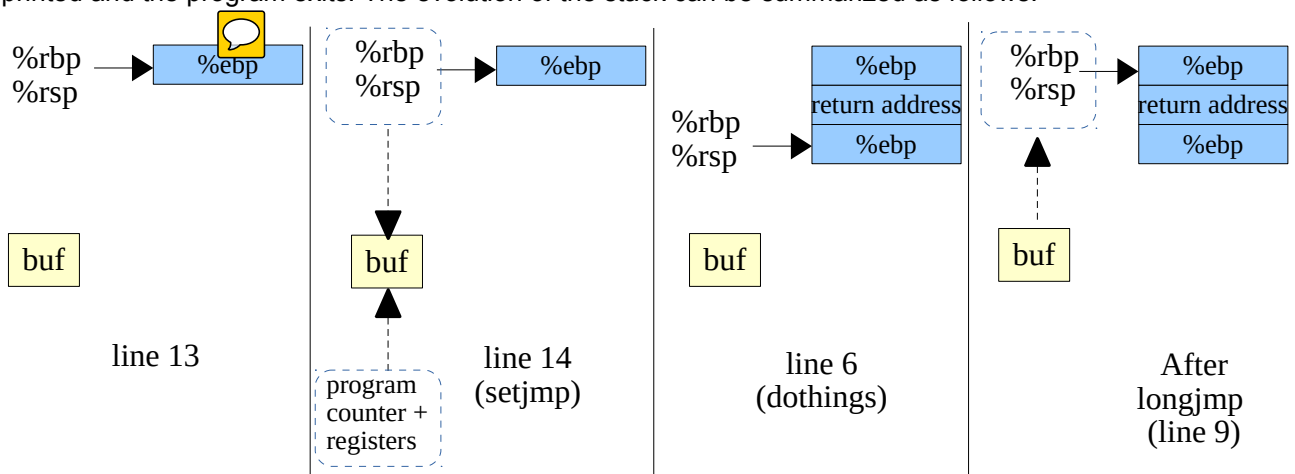 printed and the program exits. The evolution of the stack can be summarized as follows:
%rbp
%rsp
%ebp
buf
line 13
%rbp
%rsp
%ebp
buf
program
counter +
registers
line 14
(setjmp)
%rbp
%rsp
%ebp
return address
%ebp
buf
line 6
(dothings)
%rbp
%rsp
%ebp
return address
%ebp
buf
After
longjmp
(line 9)